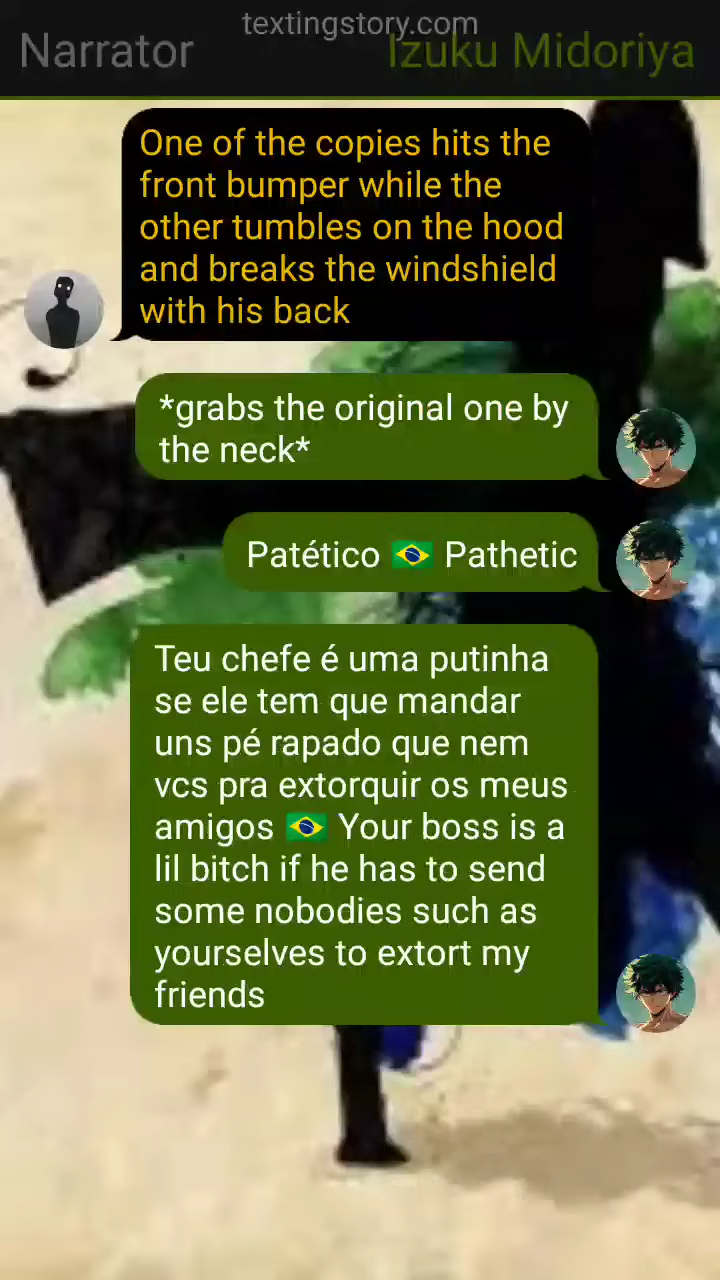 textingstory.com
Narrator
Izuku Midoriya
One of the copies hits the
front bumper while the
other tumbles on the hood
and breaks the windshield
with his back
*grabs the original one by
the neck*
Patético 🇧🇷 Pathetic
Teu chefe é uma putinha
se ele tem que mandar
uns pé rapado que nem
vcs pra extorquir os meus
amigos 🇧🇷 Your boss is a
lil bitch if he has to send
some nobodies such as
yourselves to extort my
friends